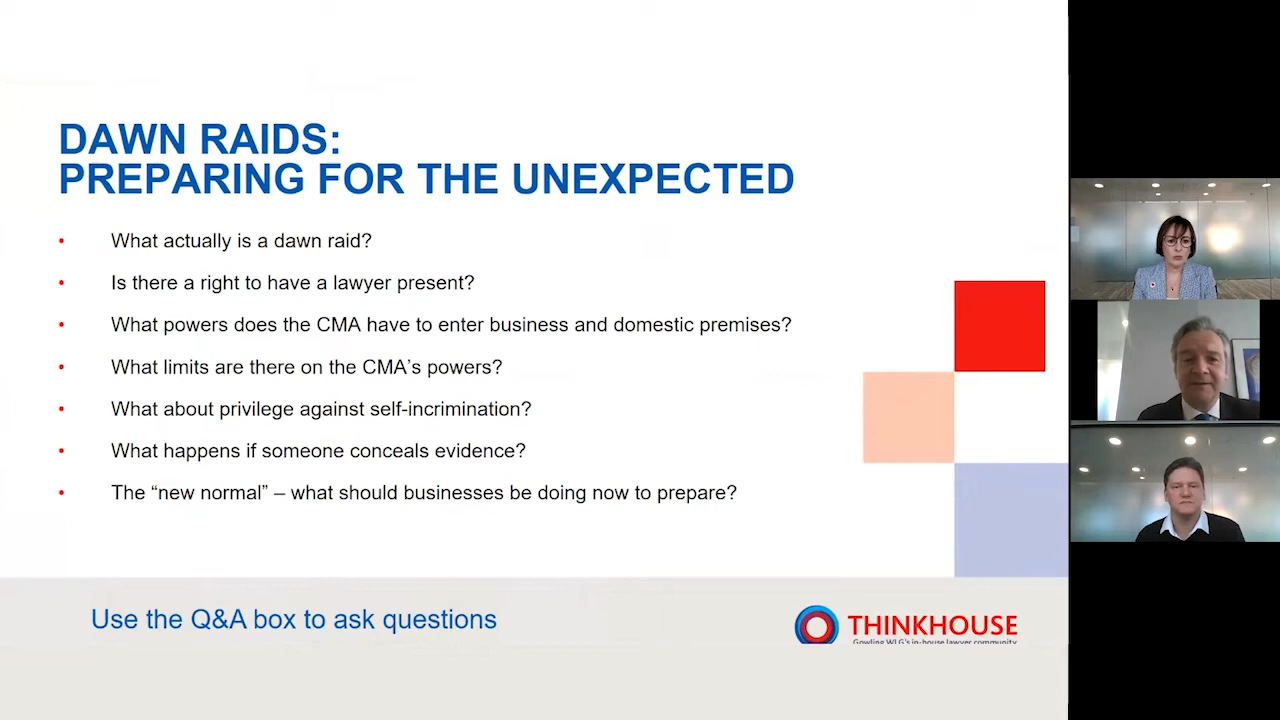 DAWN RAIDS:
PREPARING FOR THE UNEXPECTED
• What actually is a dawn raid?
• Is there a right to have a lawyer present?
• What powers does the CMA have to enter business and domestic premises?
• What limits are there on the CMA's powers?
• What about privilege against self-incrimination?
• What happens if someone conceals evidence?
• The “new normal” – what should businesses be doing now to prepare?
Use the Q&A box to ask questions
THINKHOUSE
Gowling WLG's in-house lawyer community